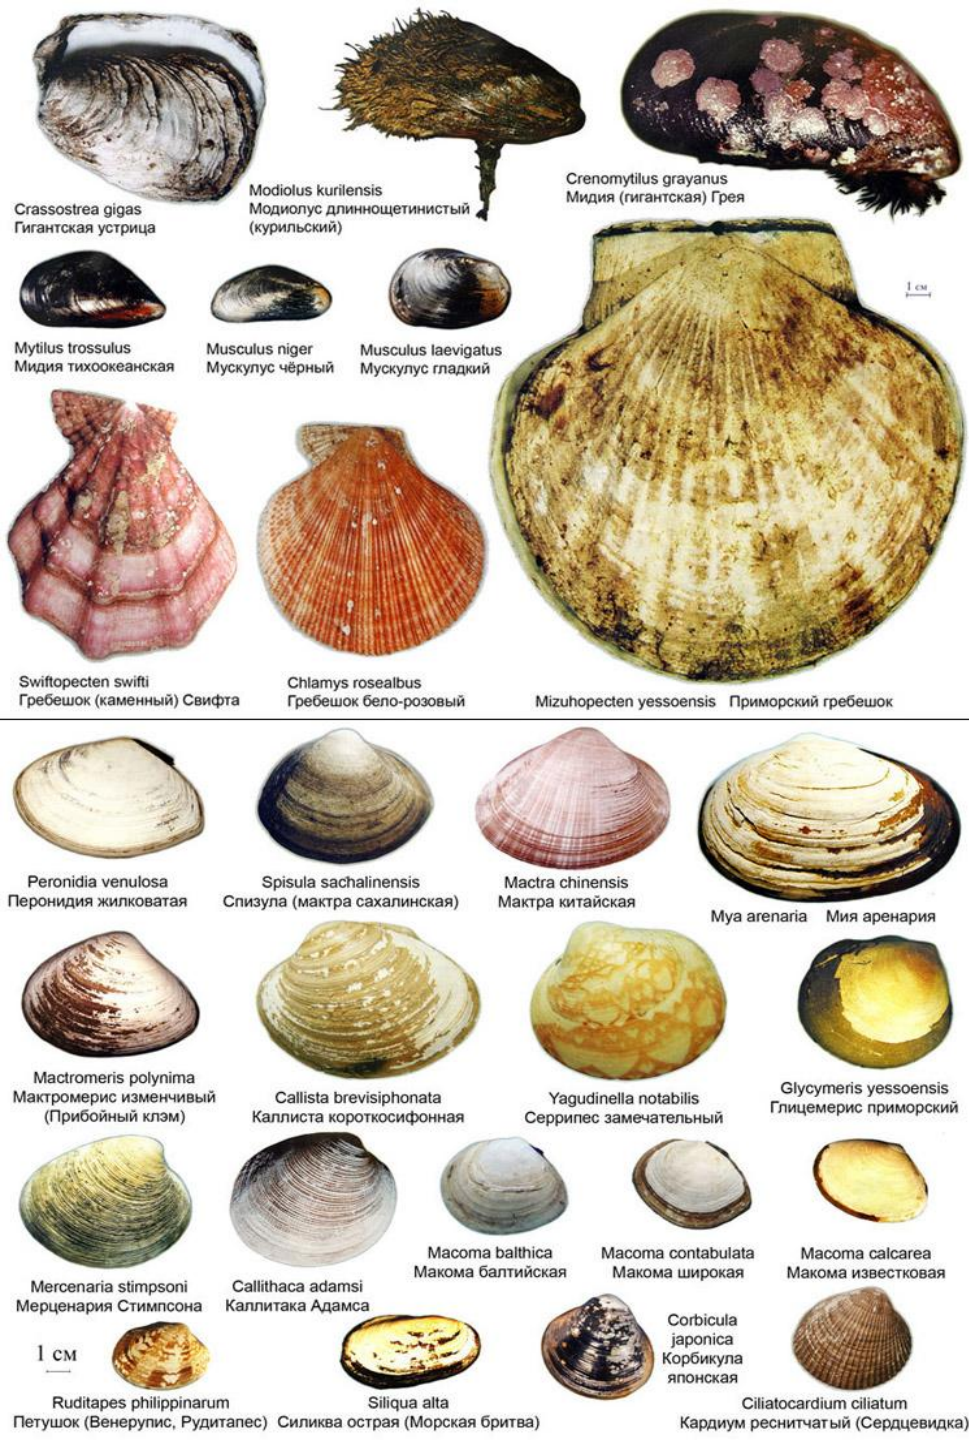 Crassostrea gigas
Гигантская устрица
Modiolus kurilensis
Модиолус длиннощетинистый
(курильский)
Crenomytilus grayanus
Мидия (гигантская) Грея
1 см
Mytilus trossulus
Мидия тихоокеанская
Musculus niger
Мускулус чёрный
Musculus laevigatus
Мускулус гладкий
Swiftopecten swifti
Гребешок (каменный) Свифта
Chlamys rosealbus
Гребешок бело-розовый
Mizuhopecten yessoensis Приморский гребешок
Peronidia venulosa
Перонидия жилковатая
Spisula sachalinensis
Спизула (мактра сахалинская)
Mactra chinensis
Мактра китайская
Mya arenaria Мия аренария
Mactromeris polynima
Мактромерис изменчивый
(Прибойный клэм)
Callista brevisiphonata
Каллиста короткосифонная
Yagudinella notabilis
Серрипес замечательный
Glycymeris yessoensis
Глицемерис приморский
Mercenaria stimpsoni
Мерценария Стимпсона
Callithaca adamsi
Каллитака Адамса
Macoma balthica
Макома балтийская
Macoma contabulata
Макома широкая
Macoma calcarea
Макома известковая
1 см
Ruditapes philippinarum
Петушок (Венерупис, Рудитапес)
Siliqua alta
Силиква острая (Морская бритва)
Corbicula
japonica
Корбикула
японская
Ciliatocardium ciliatum
Кардиум реснитчатый (Сердцевидка)